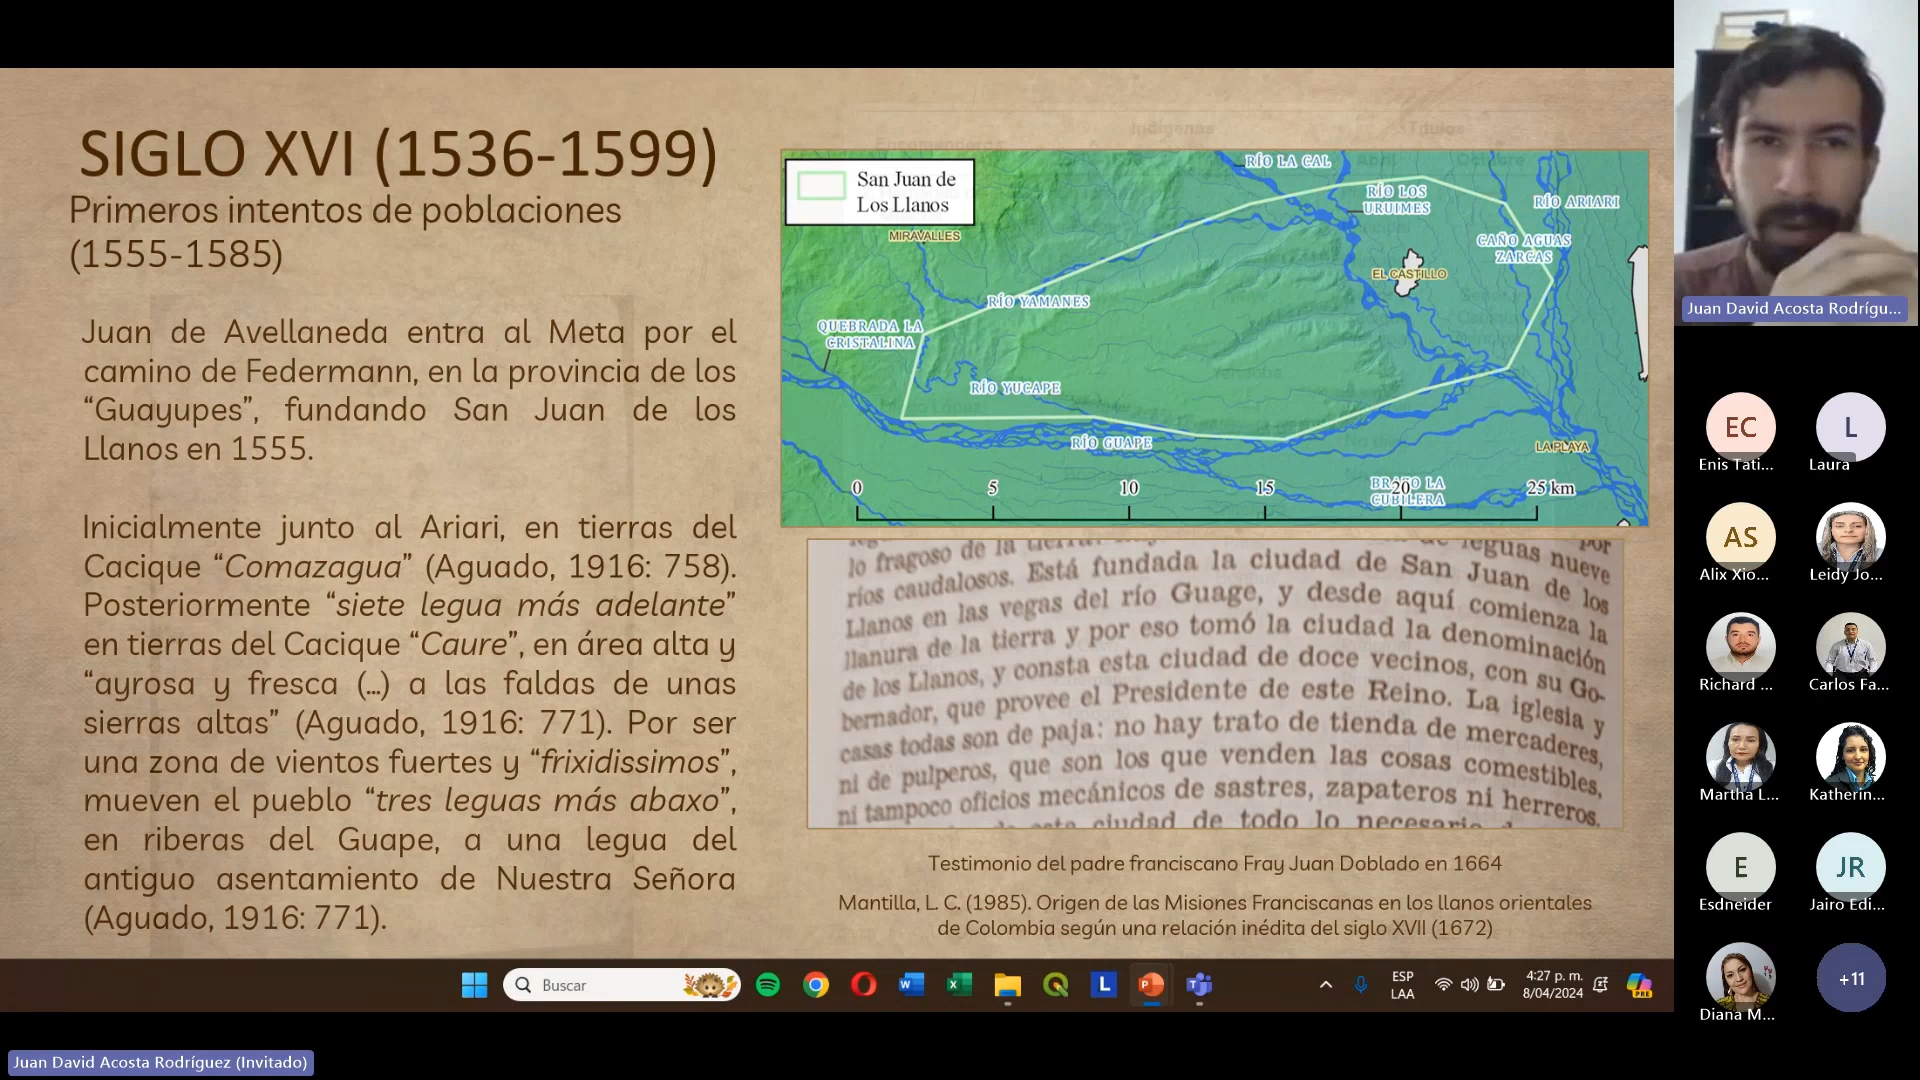 SIGLO XVI (1536-1599)
Primeros intentos de poblaciones
(1555-1585)
Juan de Avellaneda entra al Meta por el
camino de Federmann, en la provincia de los
“Guayupes”, fundando San Juan de los
Llanos en 1555.
Inicialmente junto al Ariari, en tierras del
Cacique “Comazagua” (Aguado, 1916: 758).
Posteriormente “siete legua más adelante”
en tierras del Cacique “Caure”, en área alta y
“ayrosa y fresca (...) a las faldas de unas
sierras altas” (Aguado, 1916: 771). Por ser
una zona de vientos fuertes y “frixidissimos”,
mueven el pueblo “tres leguas más abaxo”,
en riberas del Guape, a una legua del
antiguo asentamiento de Nuestra Señora
(Aguado, 1916: 771).
San Juan de
Los Llanos
MIRAVALLES
RÍO LA CAL
RÍO LOS
URUIMES
RÍO ARIARI
CAÑO AGUAS
ZARCAS
EL CASTILLO
RÍO YAMANES
QUEBRADA LA
CRISTALINA
RÍO YUCAPE
RÍO GUAPE
LA PLAYA
BRAZO LA
CUBILERA
0 5 10 15 20 25 km
lo fragoso de la tierra. de leguas nueve por
ríos caudalosos. Está fundada la ciudad de San Juan de los
Llanos en las vegas del río Guage, y desde aquí comienza la
llanura de la tierra y por eso tomó la ciudad la denominación
de los Llanos, y consta esta ciudad de doce vecinos, con su Go-
bernador, que provee el Presidente de este Reino. La iglesia y
casas todas son de paja: no hay trato de tienda de mercaderes,
ni de pulperos, que son los que venden las cosas comestibles,
ni tampoco oficios mecánicos de sastres, zapateros ni herreros.
esta ciudad de todo lo necesario
Testimonio del padre franciscano Fray Juan Doblado en 1664
Mantilla, L. C. (1985). Origen de las Misiones Franciscanas en los llanos orientales
de Colombia según una relación inédita del siglo XVII (1672)
Juan David Acosta Rodrígu...
EC
Enis Tati...
L
Laura
AS
Alix Xio...
Leidy Jo...
Richard ...
Carlos Fa...
Martha L...
Katherin...
E
Esdneider
JR
Jairo Edi...
Diana M...
+11
Buscar
ESP
LAA
4:27 p. m.
8/04/2024
PRE
Juan David Acosta Rodríguez (Invitado)